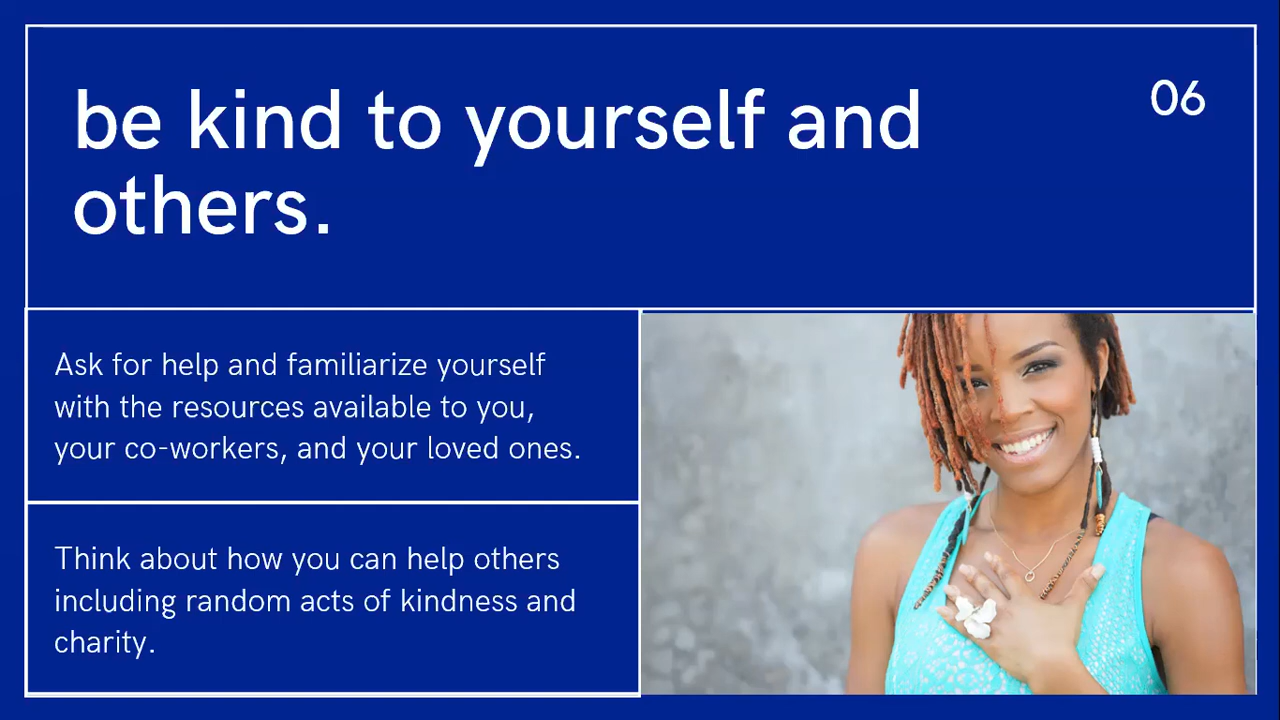 be kind to yourself and
others.
06
Ask for help and familiarize yourself
with the resources available to you,
your co-workers, and your loved ones.
Think about how you can help others
including random acts of kindness and
charity.